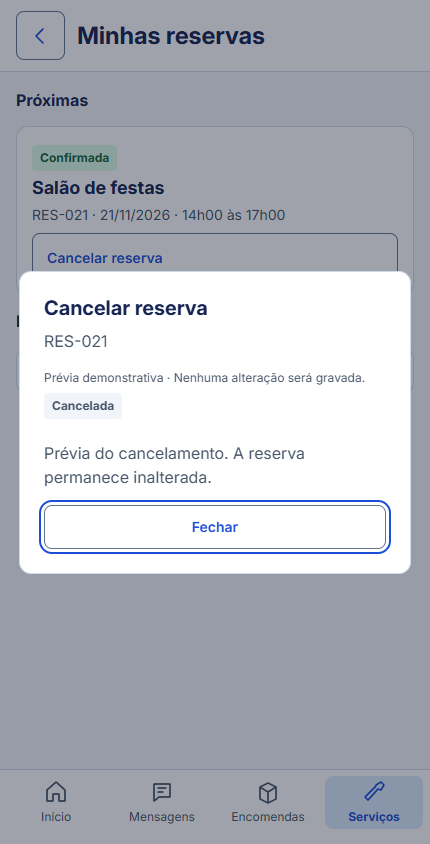 Minhas reservas
Próximas
Confirmada
Salão de festas
RES-021 · 21/11/2026 · 14h00 às 17h00
Cancelar reserva
Cancelar reserva
RES-021
Prévia demonstrativa · Nenhuma alteração será gravada.
Cancelada
Prévia do cancelamento. A reserva
permanece inalterada.
Fechar
Início
Mensagens
Encomendas
Serviços